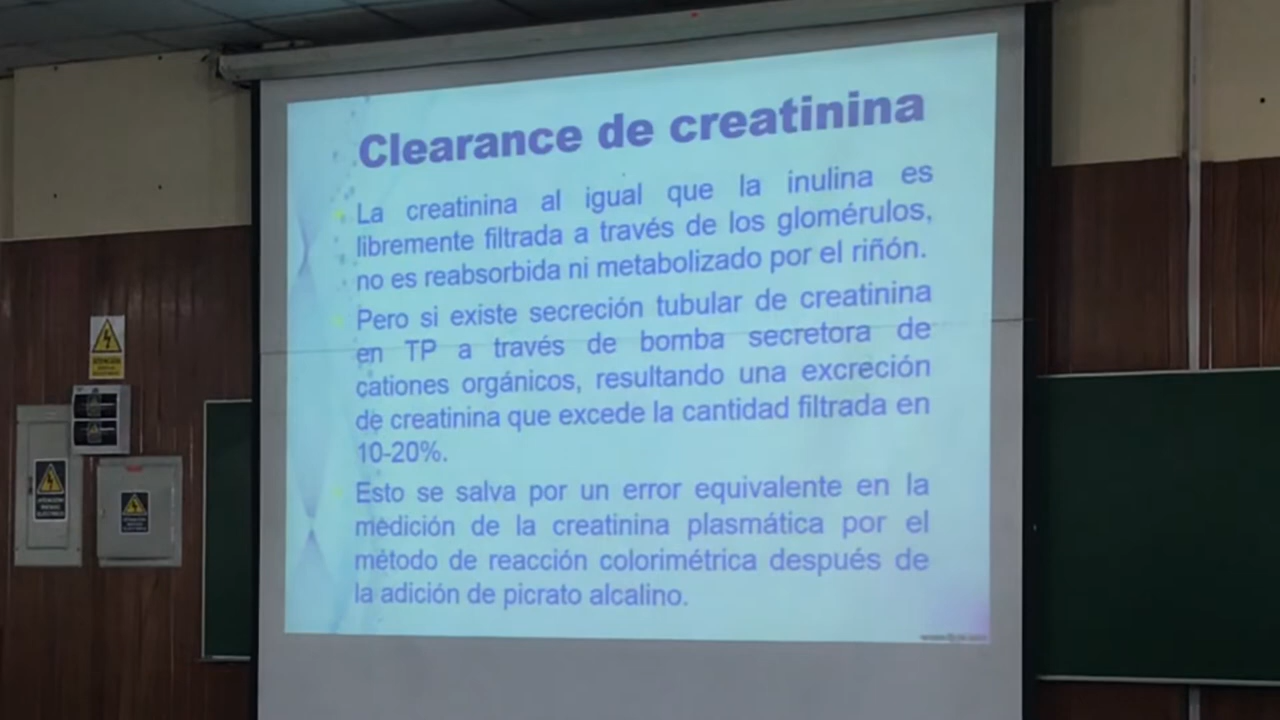 Clearance de creatinina
La creatinina al igual que la inulina es
libremente filtrada a través de los glomérulos,
no es reabsorbida ni metabolizado por el riñón.
Pero si existe secreción tubular de creatinina
en TP a través de bomba secretora de
cationes orgánicos, resultando una excreción
de creatinina que excede la cantidad filtrada en
10-20%.
Esto se salva por un error equivalente en la
medición de la creatinina plasmática por el
método de reacción colorimétrica después de
la adición de picrato alcalino.